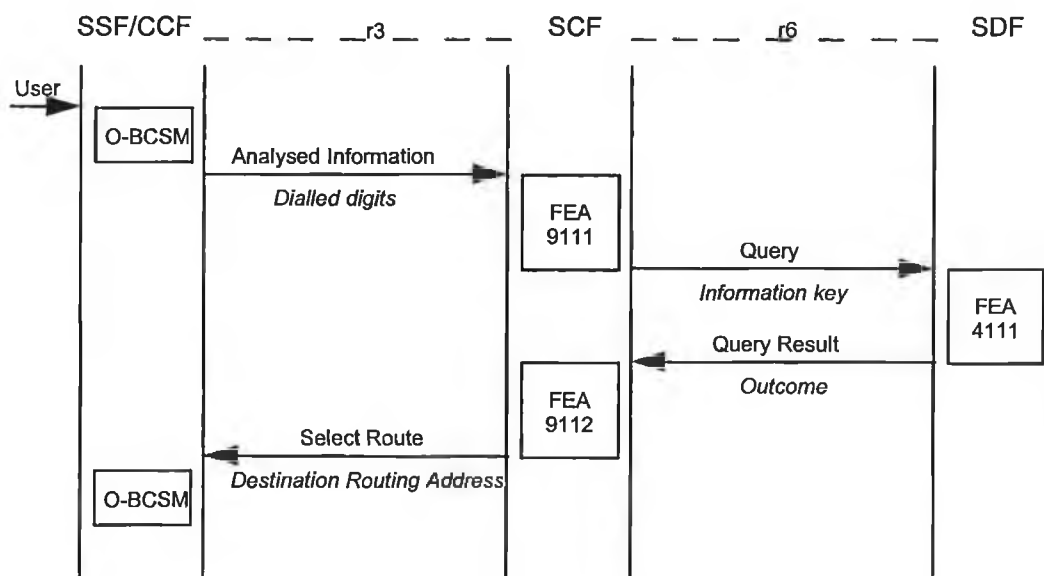 SSF/CCF r3 SCF r6 SDF
User
O-BCSM
Analysed Information
Dialled digits
FEA
9111
Query
Information key
FEA
4111
Query Result
Outcome
FEA
9112
Select Route
Destination Routing Address
O-BCSM